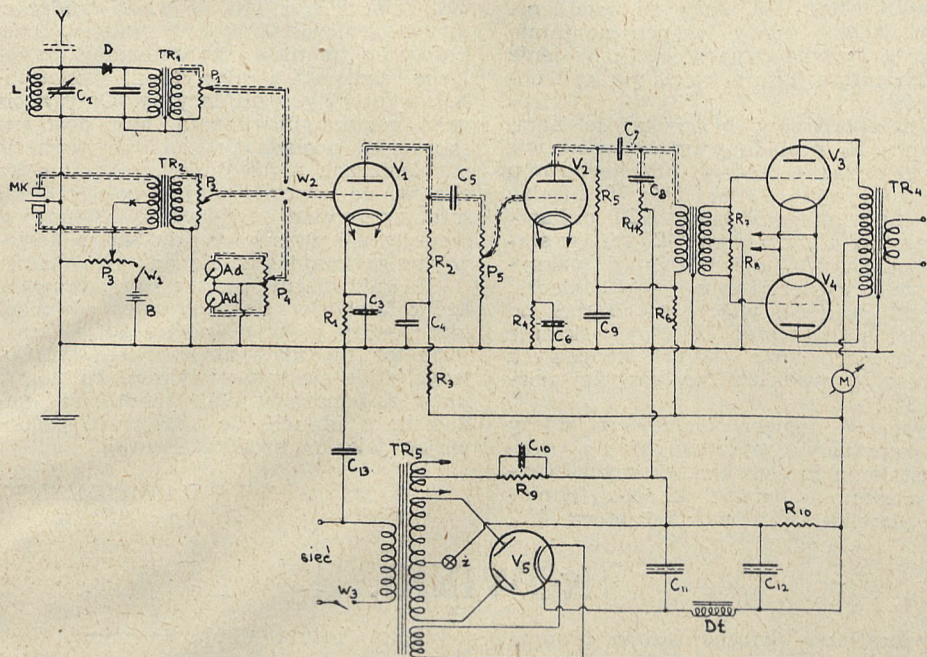 Y
D
TR1
L
C1
P1
MK
TR2
P2
W2
V1
C5
V2
C7
C8
R5
R11
V3
TR4
R7
R8
V4
P3
W1
B
Ad
Ad
P4
R1
C3
C4
R2
P5
R4
C6
C9
R6
R3
M
C13
TR5
C10
R9
R10
sieć
W3
ż
V5
C11
C12
Dt